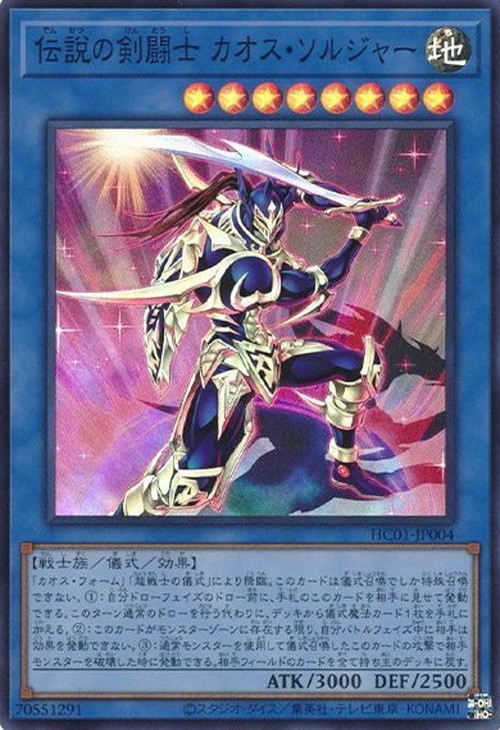 伝説の剣闘士 カオス・ソルジャー 地
HC01-JP004
【戦士族／儀式／効果】
「カオス・フォーム」「超戦士の儀式」により降臨。このカードは儀式召喚でしか特殊召喚
できない。①：自分ドローフェイズのドロー前に、手札のこのカードを相手に見せて発動
できる。このターン通常のドローを行う代わりに、デッキから儀式魔法カード１枚を手札に
加える。②：このカードがモンスターゾーンに存在する限り、自分バトルフェイズ中に相手は
効果を発動できない。③：通常モンスターを使用して儀式召喚したこのカードの攻撃で相手
モンスターを破壊した時に発動できる。相手フィールドのカードを全て持ち主のデッキに戻す。
ATK/3000 DEF/2500
70551291 ©スタジオ・ダイス／集英社・テレビ東京・KONAMI